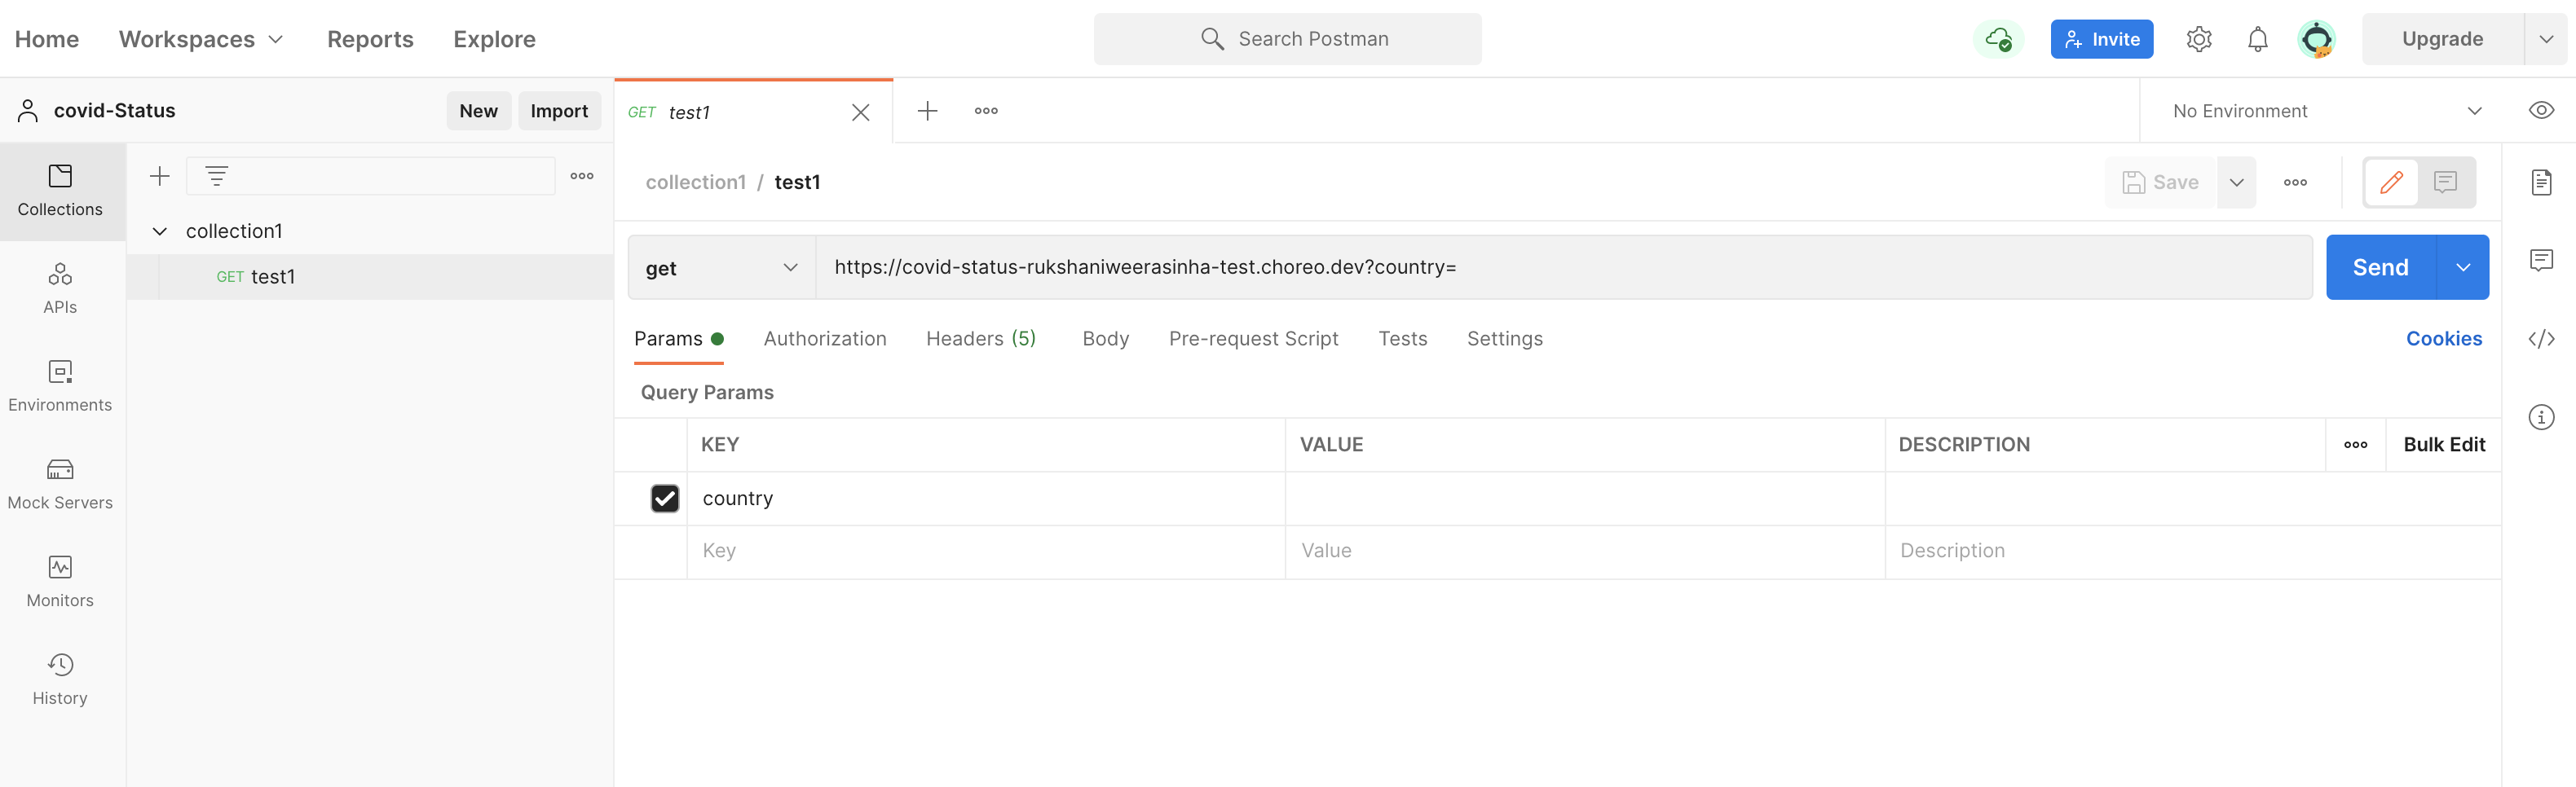 Home Workspaces Reports Explore Search Postman Invite Upgrade
covid-Status New Import GET test1 No Environment
Collections
collection1 / test1 Save
collection1
GET test1
APIs
Environments
Mock Servers
Monitors
History
get https://covid-status-rukshaniweerasinha-test.choreo.dev?country= Send
Params Authorization Headers (5) Body Pre-request Script Tests Settings Cookies
Query Params
KEY VALUE DESCRIPTION Bulk Edit
country
Key Value Description